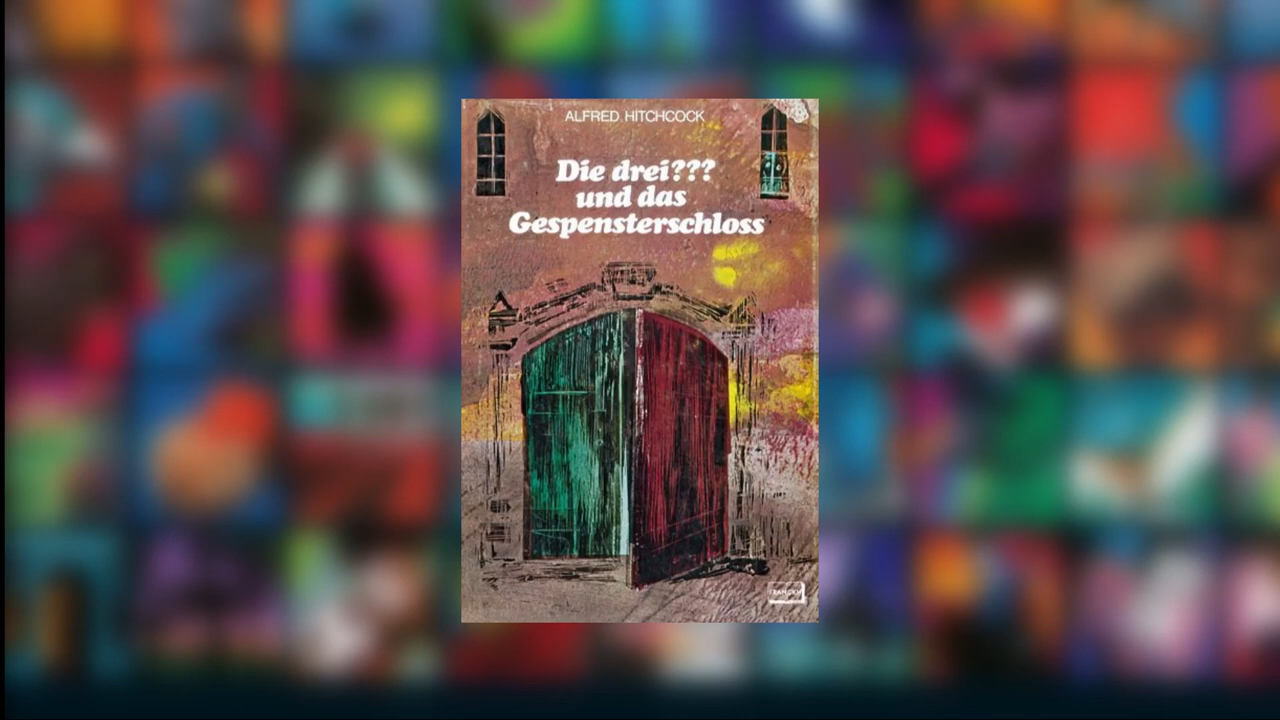 ALFRED HITCHCOCK
Die drei???
und das
Gespensterschloss